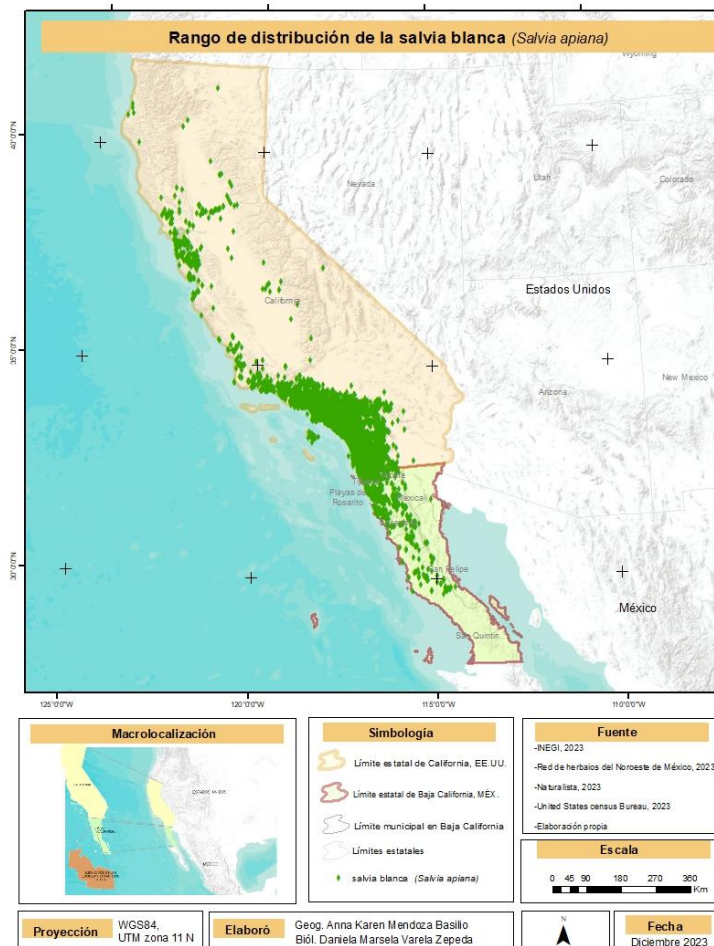 Rango de distribución de la salvia blanca (Salvia apiana)
Wyoming
40°0'0"N
Nevada
Utah
Colorado
California
Estados Unidos
35°0'0"N
Arizona
New Mexico
Playas de
Rosarito
Mexicali
30°0'0"N
San Felipe
México
San Quintín
125°0'0"W
120°0'0"W
115°0'0"W
110°0'0"W
Macrolocalización
ESTADOS UNIDOS
MÉXICO
Simbología
Límite estatal de California, EE.UU.
Límite estatal de Baja California, MÉX.
Límite municipal en Baja California
Límites estatales
salvia blanca (Salvia apiana)
Fuente
-INEGI, 2023
-Red de herbaios del Noroeste de México, 2023
-Naturalista, 2023
-United States census Bureau, 2023
-Elaboración propia
Escala
0 45 90 180 270 360
Km
Proyección
WGS84,
UTM zona 11 N
Elaboró
Geog. Anna Karen Mendoza Basilio
Biól. Daniela Marsela Varela Zepeda
N
Fecha
Diciembre 2023